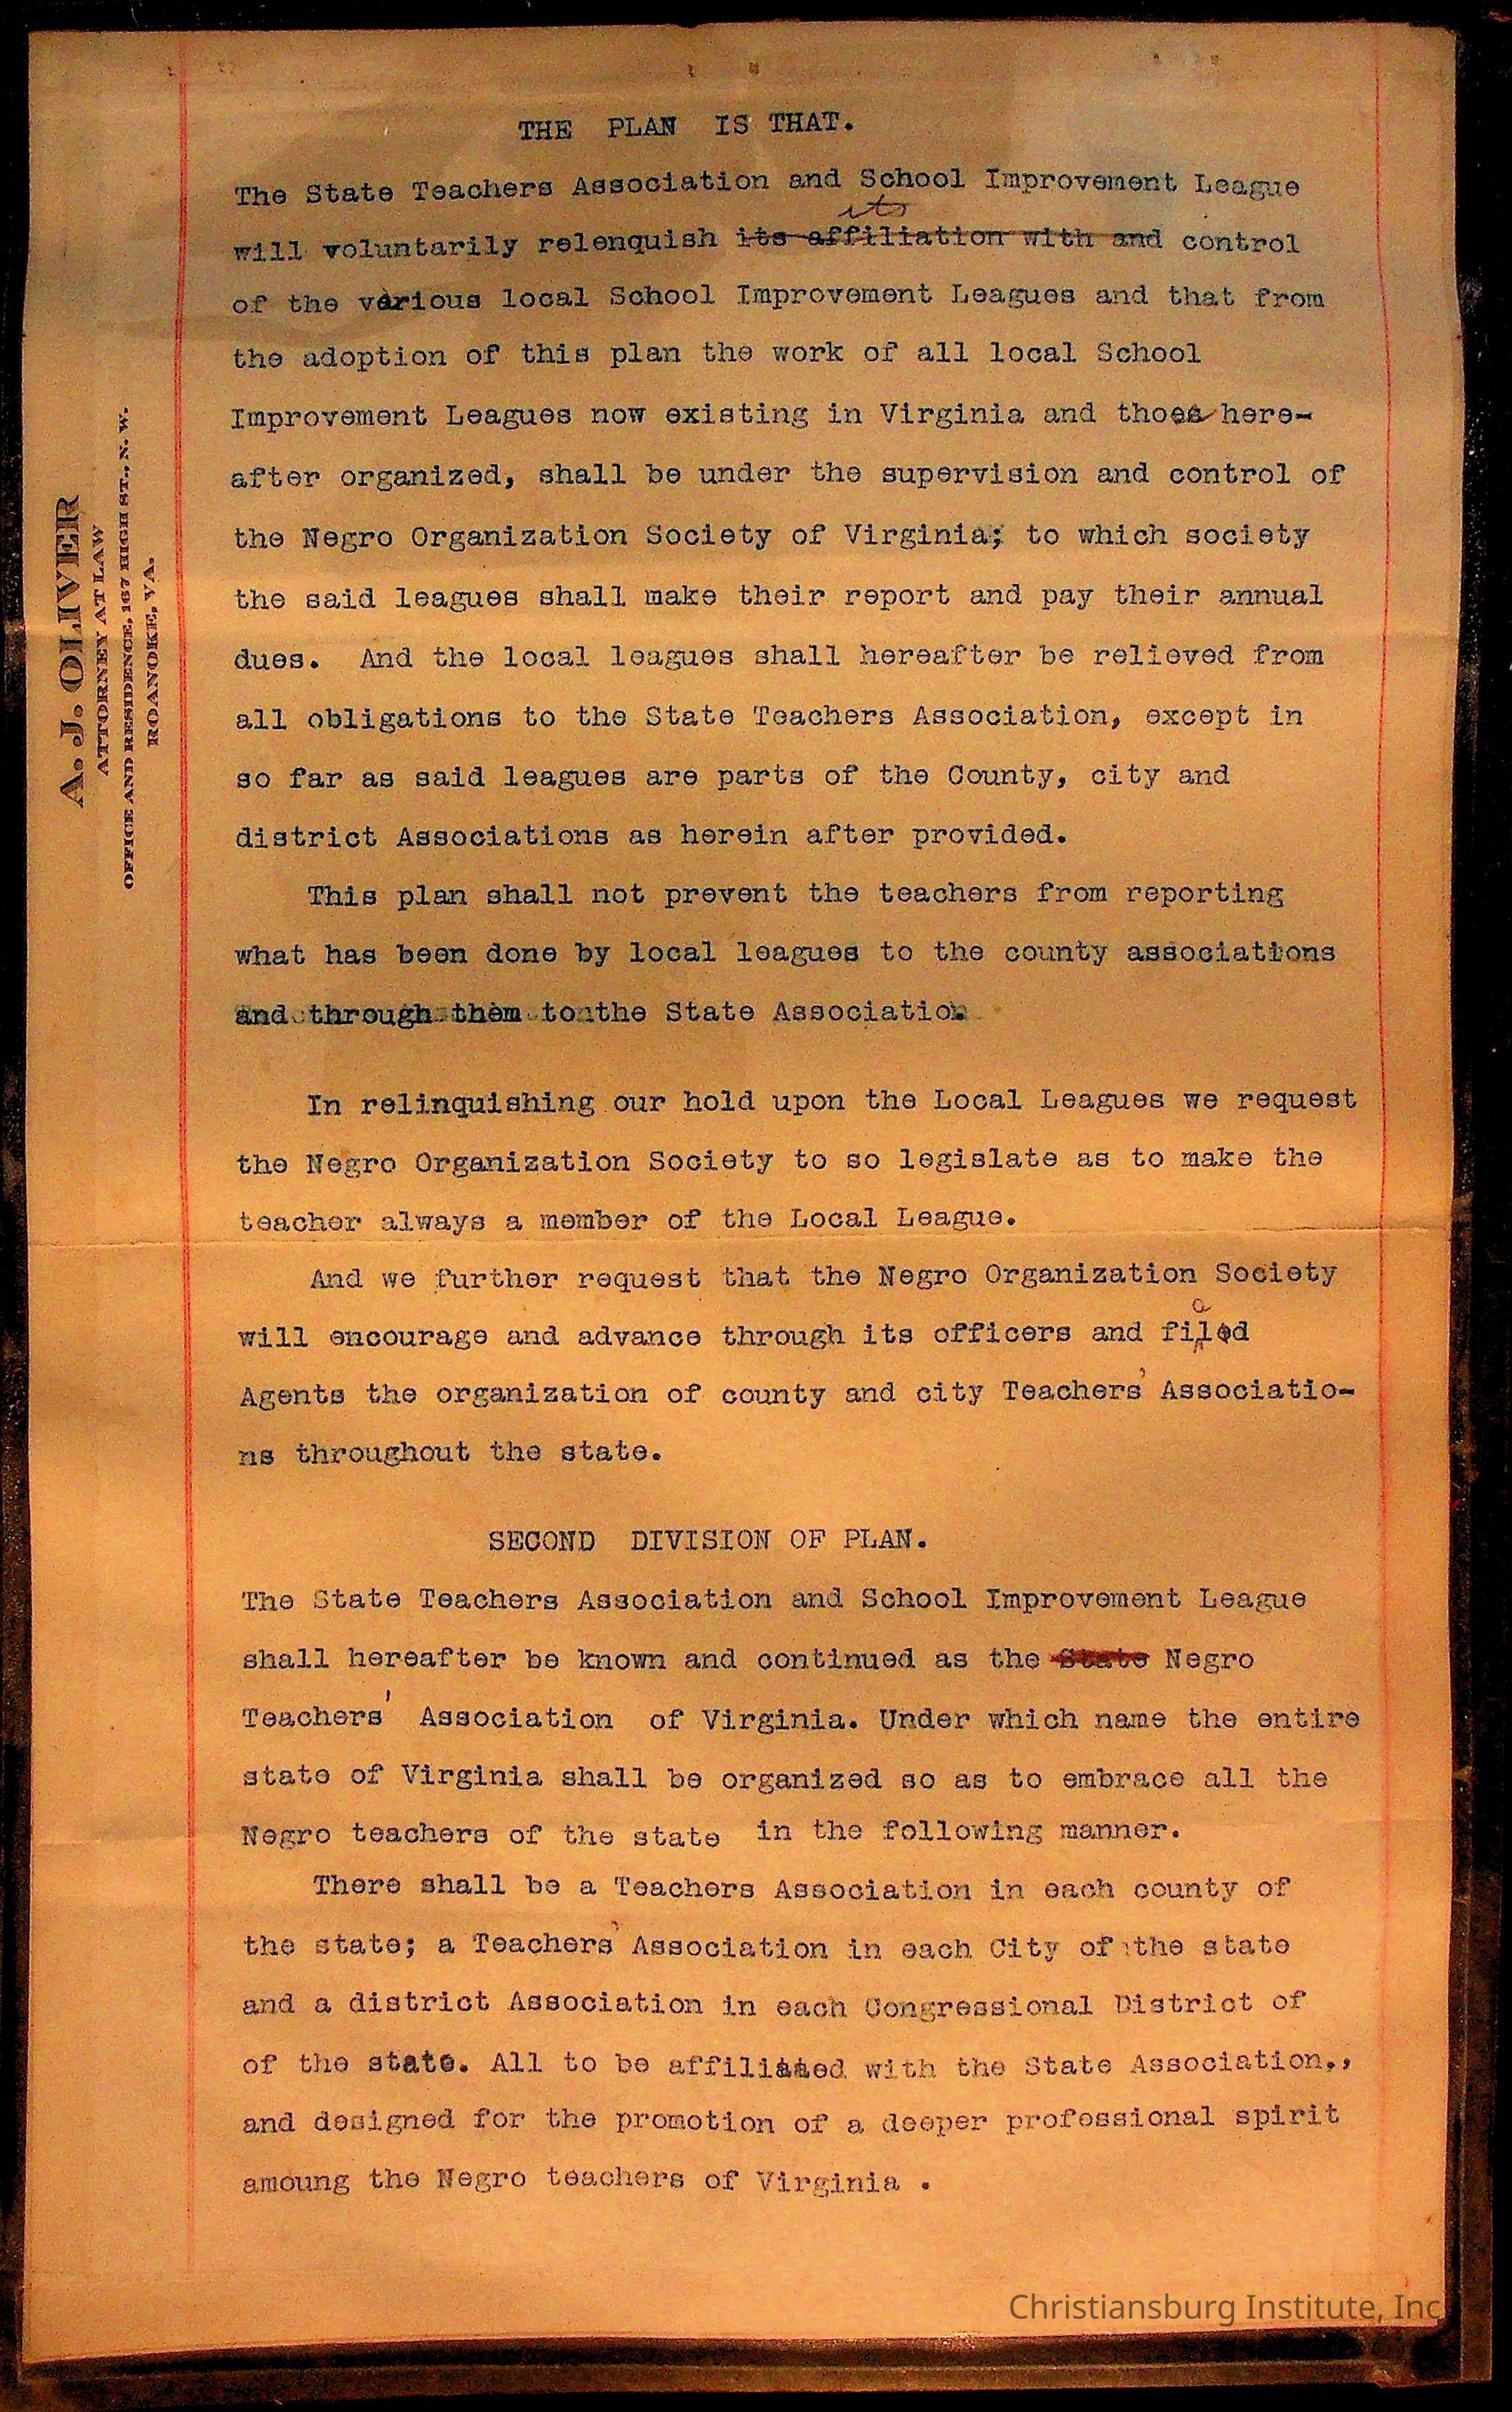 THE PLAN IS THAT.
The State Teachers Association and School Improvement League
its
will voluntarily relenquish its affiliation with and control
of the various local School Improvement Leagues and that from
the adoption of this plan the work of all local School
Improvement Leagues now existing in Virginia and thoes here-
after organized, shall be under the supervision and control of
the Negro Organization Society of Virginia; to which society
the said leagues shall make their report and pay their annual
dues. And the local leagues shall hereafter be relieved from
all obligations to the State Teachers Association, except in
so far as said leagues are parts of the County, city and
district Associations as herein after provided.
This plan shall not prevent the teachers from reporting
what has been done by local leagues to the county associations
and through them to the State Association.
In relinquishing our hold upon the Local Leagues we request
the Negro Organization Society to so legislate as to make the
teacher always a member of the Local League.
And we further request that the Negro Organization Society
will encourage and advance through its officers and filed
Agents the organization of county and city Teachers' Associatio-
ns throughout the state.
SECOND DIVISION OF PLAN.
The State Teachers Association and School Improvement League
shall hereafter be known and continued as the State Negro
Teachers' Association of Virginia. Under which name the entire
state of Virginia shall be organized so as to embrace all the
Negro teachers of the state in the following manner.
There shall be a Teachers Association in each county of
the state; a Teachers' Association in each City of the state
and a district Association in each Congressional District of
of the state. All to be affiliated with the State Association.,
and designed for the promotion of a deeper professional spirit
amoung the Negro teachers of Virginia .
A. J. OLIVER
ATTORNEY AT LAW
OFFICE AND RESIDENCE, 167 HIGH ST., N. W.
ROANOKE, VA.
Christiansburg Institute, Inc